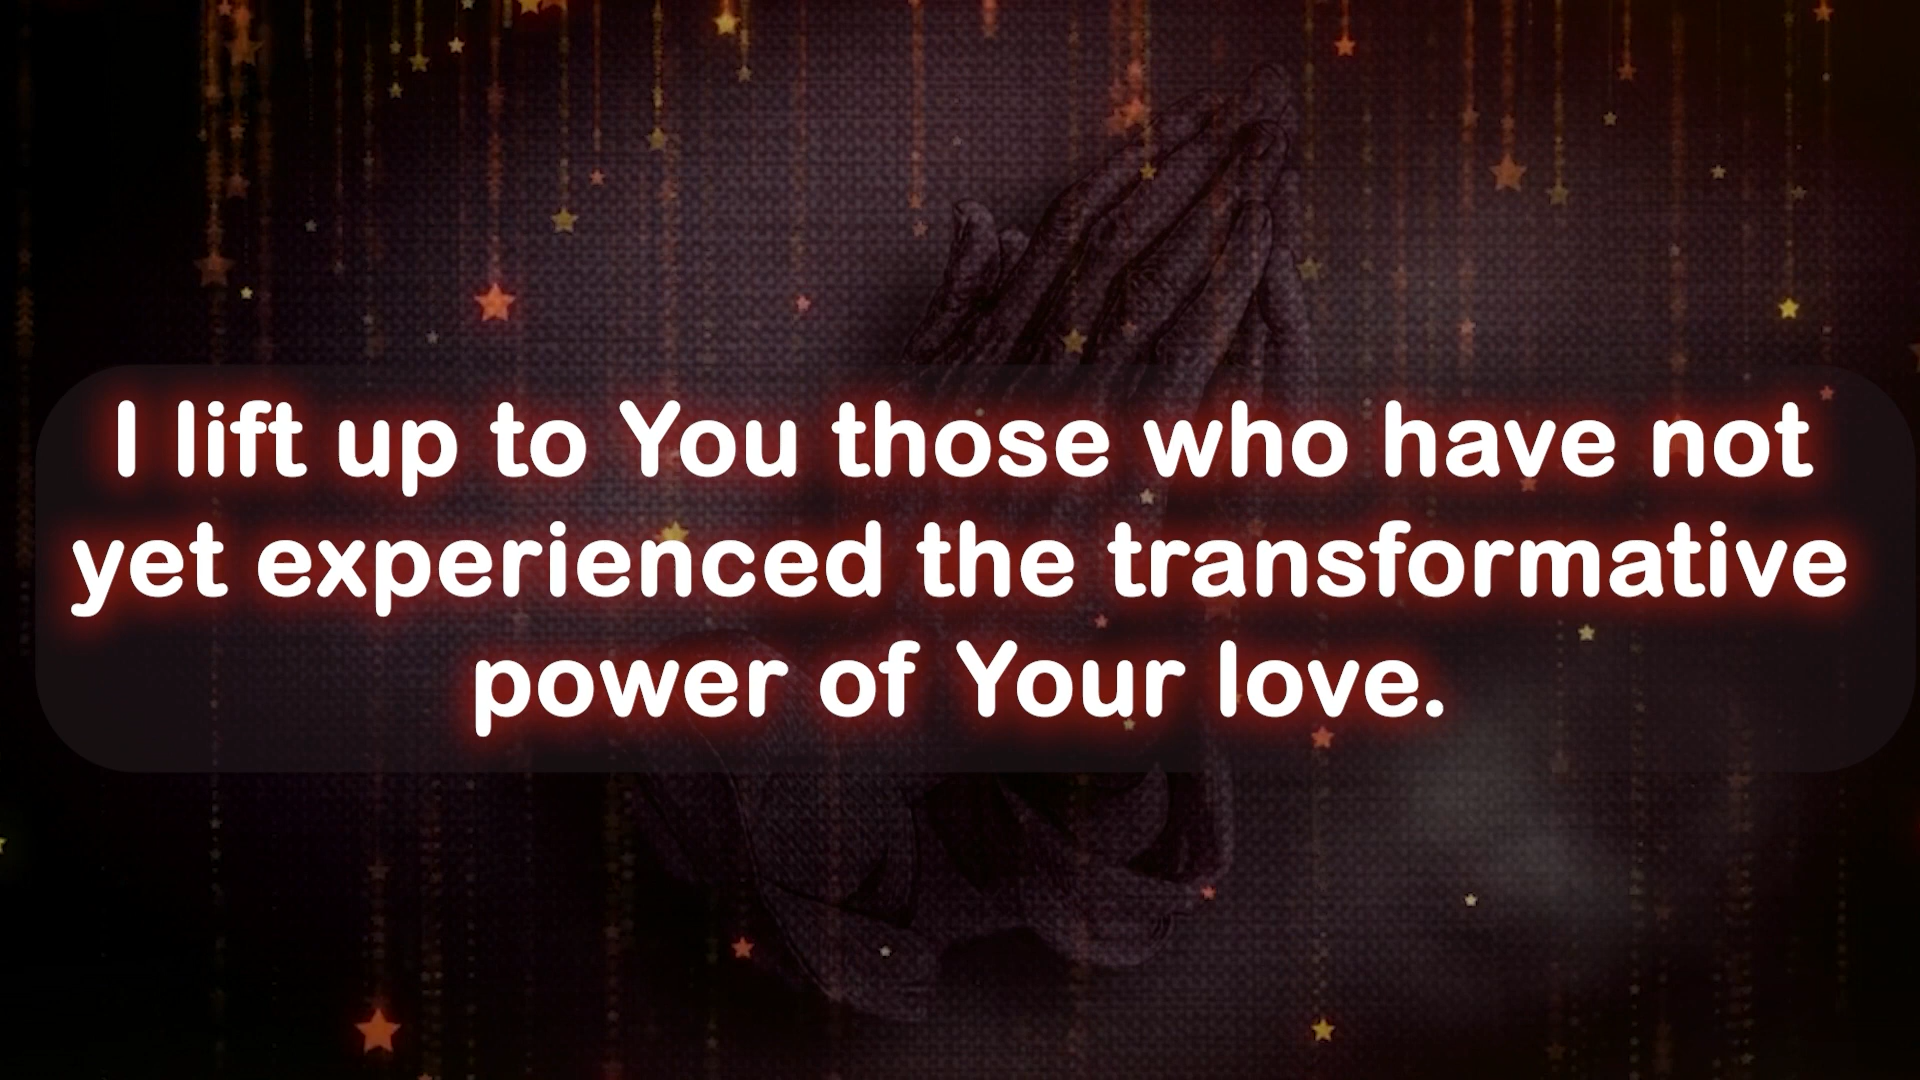 I lift up to You those who have not
yet experienced the transformative
power of Your love.